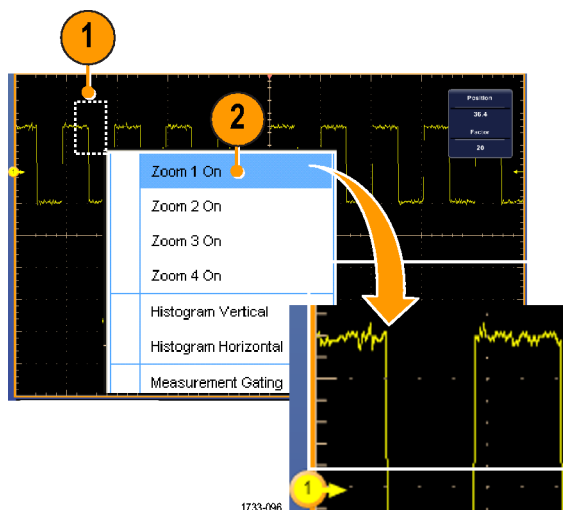 1
2
Position
36.4
Factor
20
1
Zoom 1 On
Zoom 2 On
Zoom 3 On
Zoom 4 On
Histogram Vertical
Histogram Horizontal
Measurement Gating
1
1733-096